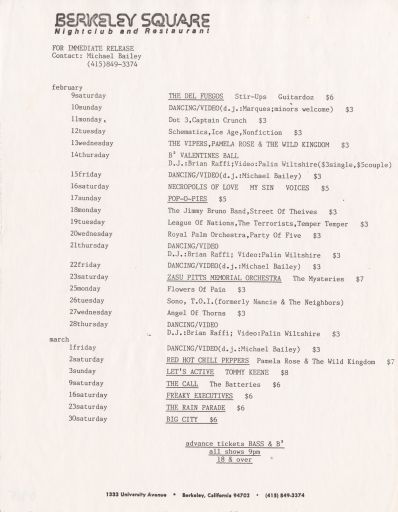 BERKELEY SQUARE
Nightclub and Restaurant
FOR IMMEDIATE RELEASE
Contact: Michael Bailey
(415)849-3374
february
9saturday THE DEL FUEGOS Stir-Ups Guitardoz $6
10sunday DANCING/VIDEO(d.j.:Marques;minors welcome) $3
11monday. Dot 3,Captain Crunch $3
12tuesday Schematics,Ice Age,Nonfiction $3
13wednesday THE VIPERS,PAMELA ROSE & THE WILD KINGDOM $3
14thursday B² VALENTINES BALL
D.J.:Brian Raffi;Video:Palin Wiltshire($3single,$5couple)
15friday DANCING/VIDEO(d.j.:Michael Bailey) $3
16saturday NECROPOLIS OF LOVE MY SIN VOICES $5
17sunday POP-O-PIES $5
18monday The Jimmy Bruno Band,Street Of Theives $3
19tuesday League Of Nations,The Terrorists,Temper Temper $3
20wednesday Royal Palm Orchestra,Party Of Five $3
21thursday DANCING/VIDEO
D.J.:Brian Raffi; Video:Palin Wiltshire $3
22friday DANCING/VIDEO(d.j.:Michael Bailey) $3
23saturday ZASU PITTS MEMORIAL ORCHESTRA The Mysteries $7
25monday Flowers Of Pain $3
26tuesday Sono, T.O.I.(formerly Nancie & The Neighbors)
27wednesday Angel Of Thorns $3
28thursday DANCING/VIDEO
D.J.:Brian Raffi; Video:Palin Wiltshire $3
march
1friday DANCING/VIDEO(d.j.:Michael Bailey) $3
2saturday RED HOT CHILI PEPPERS Pamela Rose & The Wild Kingdom $7
3sunday LET'S ACTIVE TOMMY KEENE $8
9saturday THE CALL The Batteries $6
16saturday FREAKY EXECUTIVES $6
23saturday THE RAIN PARADE $6
30saturday BIG CITY $6
advance tickets BASS & B²
all shows 9pm
18 & over
1333 University Avenue • Berkeley, California 94702 • (415) 849-3374